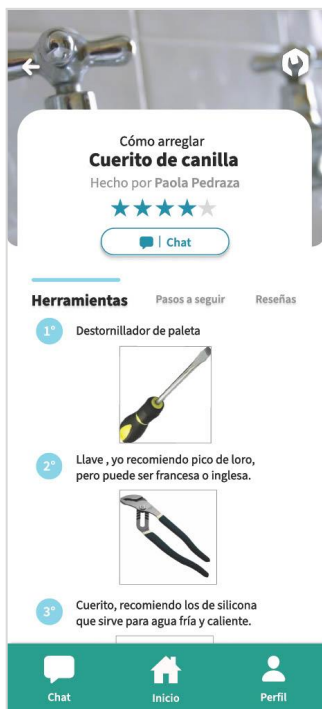 Cómo arreglar
Cuerito de canilla
Hecho por Paola Pedraza
Chat
Herramientas
Pasos a seguir
Reseñas
1°
Destornillador de paleta
2°
Llave , yo recomiendo pico de loro,
pero puede ser francesa o inglesa.
3°
Cuerito, recomiendo los de silicona
que sirve para agua fría y caliente.
Chat
Inicio
Perfil